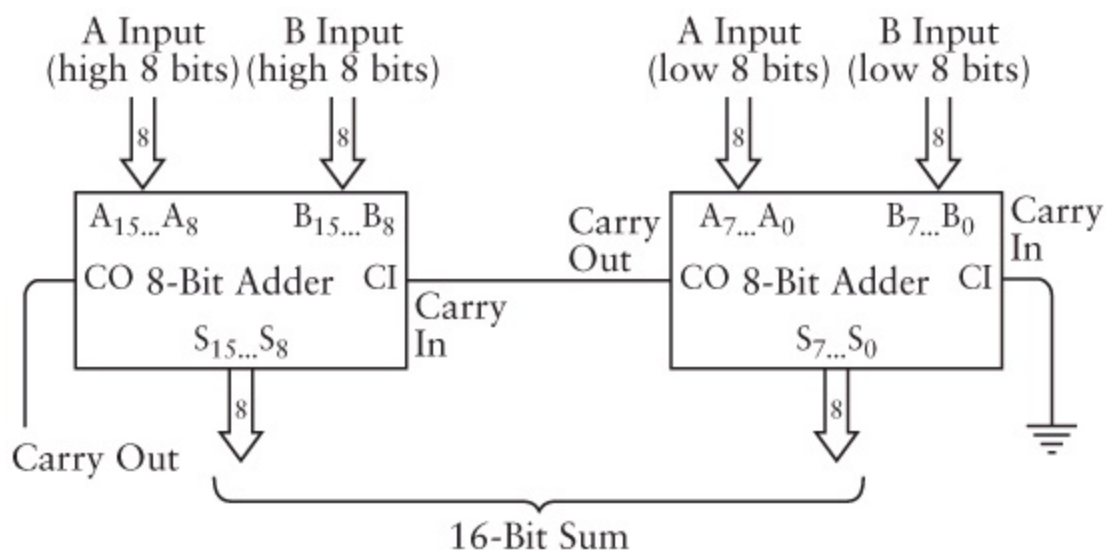 A Input
(high 8 bits)
B Input
(high 8 bits)
A Input
(low 8 bits)
B Input
(low 8 bits)
8
8
8
8
A15...A8
B15...B8
CO 8-Bit Adder CI
S15...S8
Carry
In
Carry
Out
A7...A0
B7...B0
CO 8-Bit Adder CI
S7...S0
Carry
In
8
8
Carry Out
16-Bit Sum